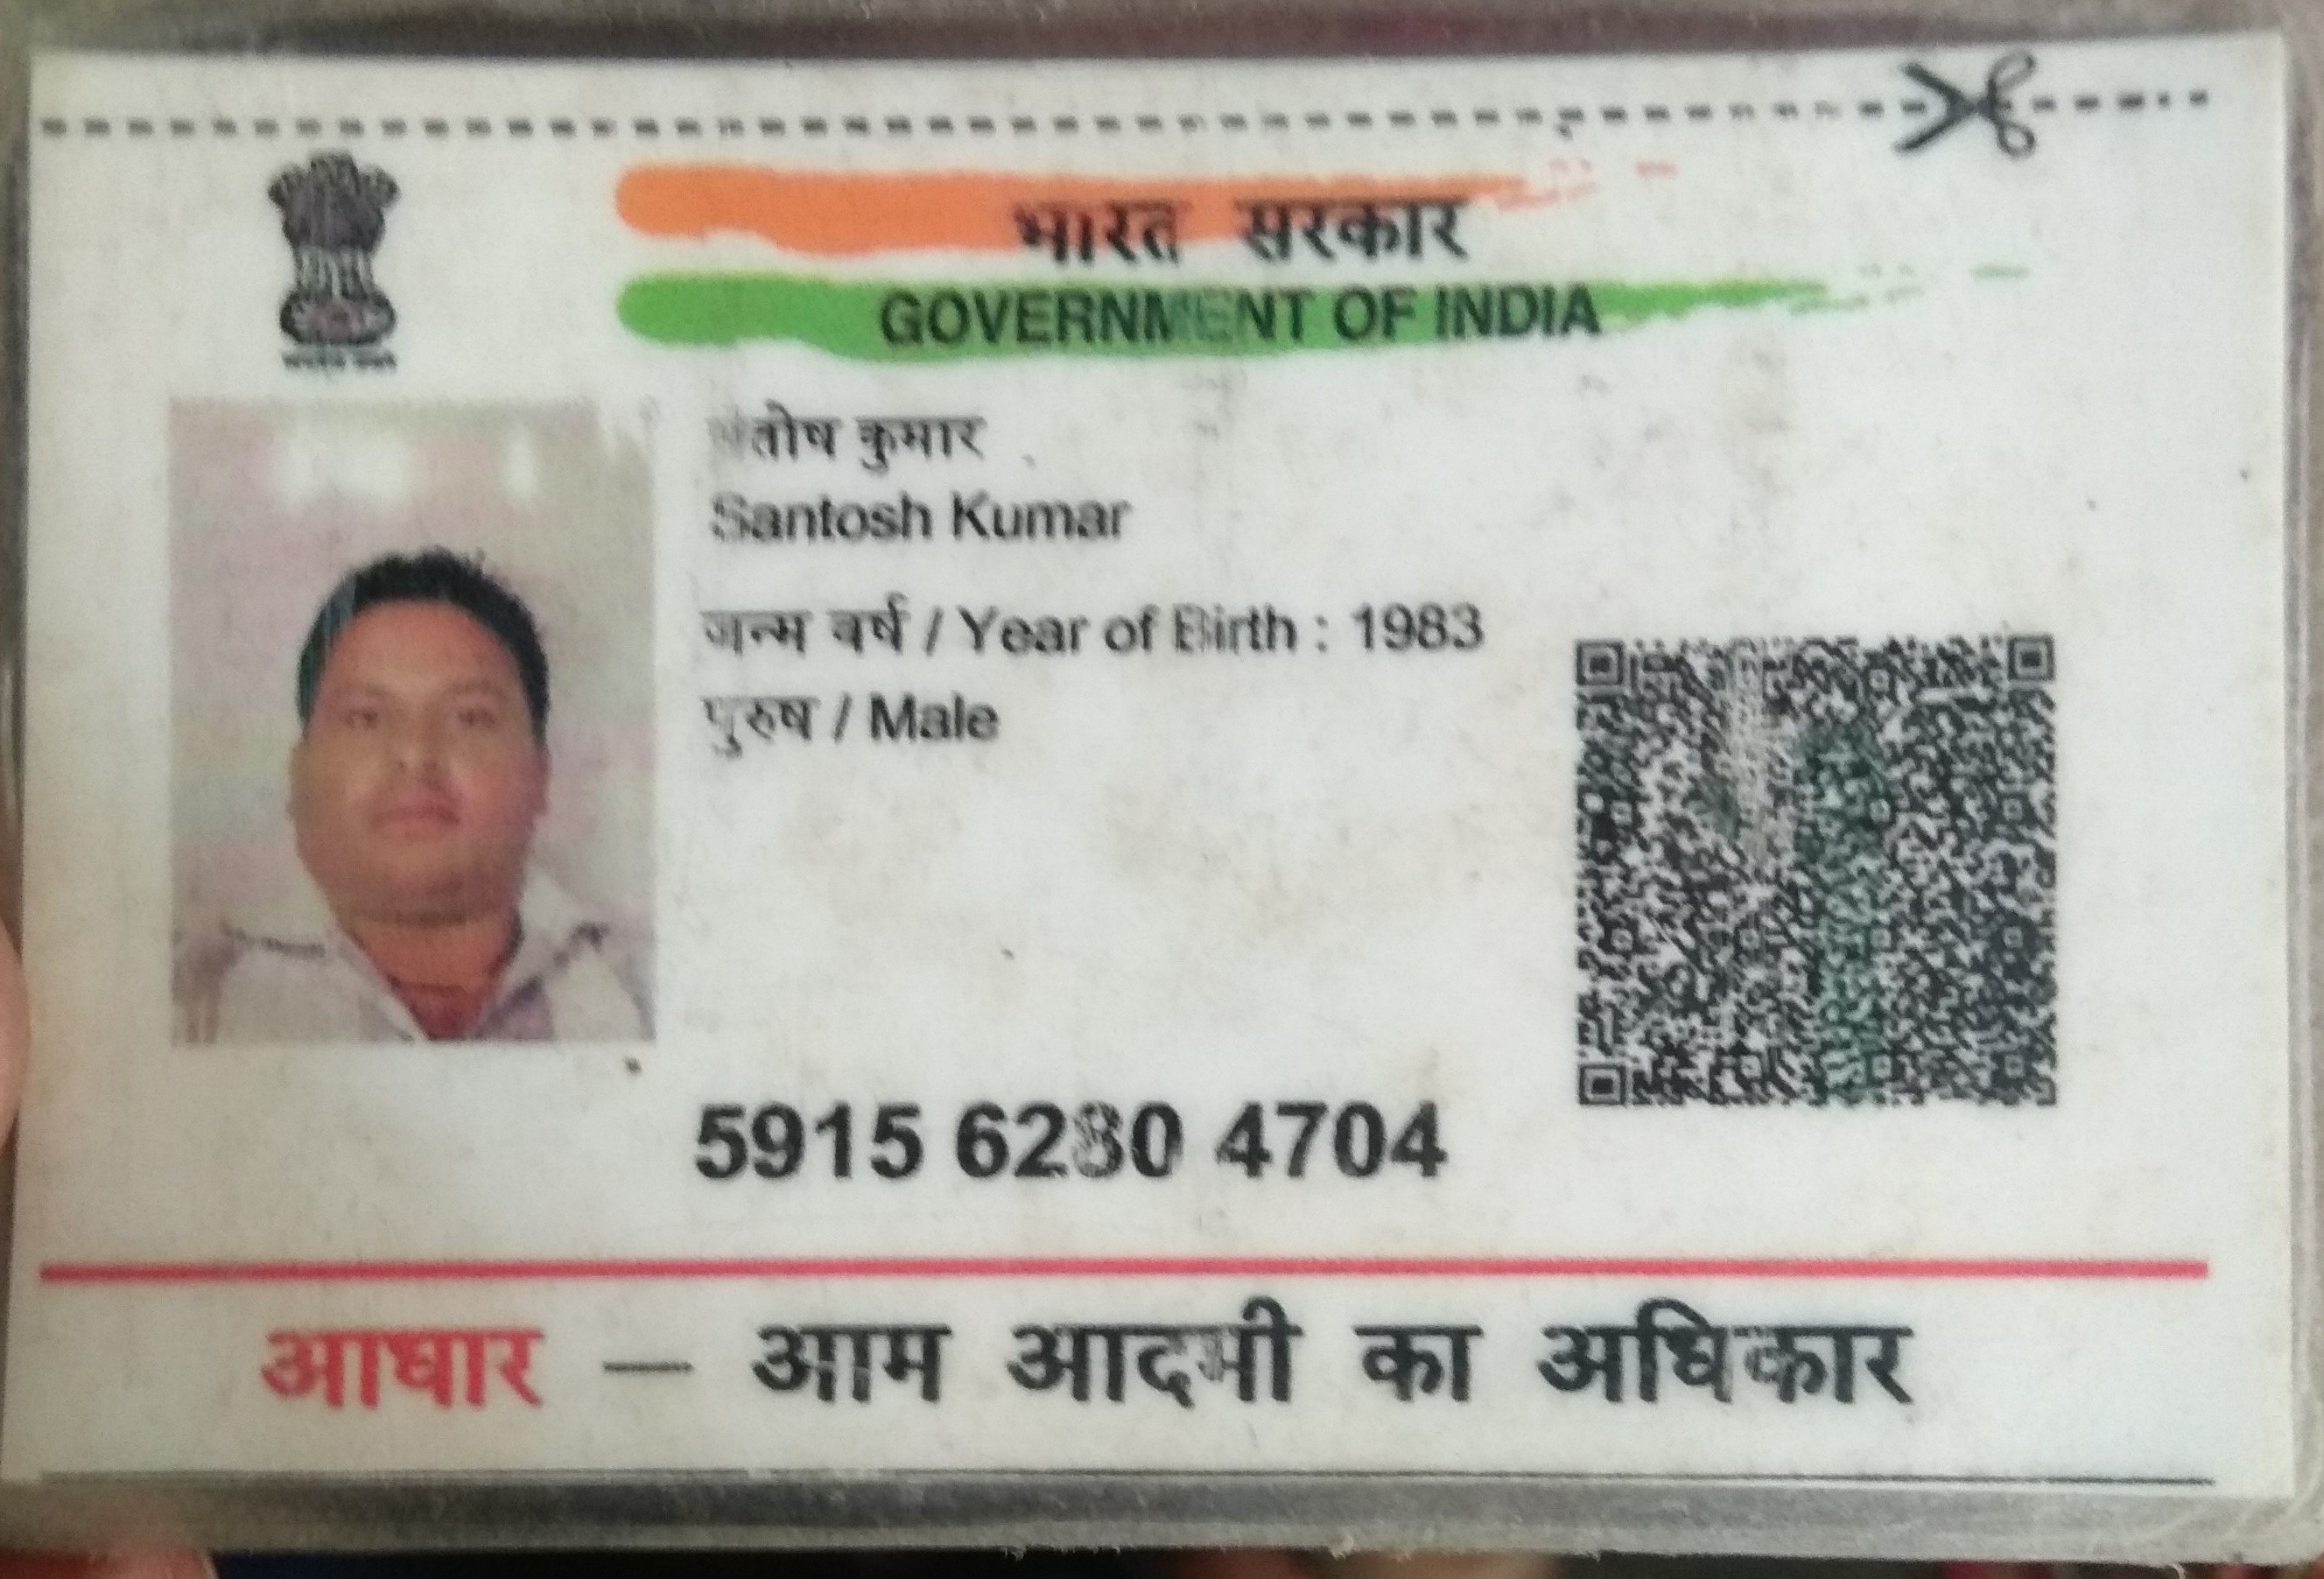 भारत सरकार
GOVERNMENT OF INDIA
संतोष कुमार
Santosh Kumar
जन्म वर्ष / Year of Birth : 1983
पुरुष / Male
5915 6280 4704
आधार — आम आदमी का अधिकार